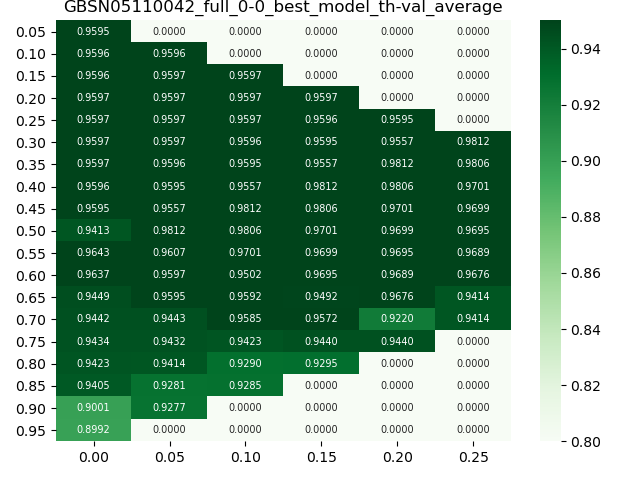 GBSN05110042_full_0-0_best_model_th-val_average
0.05 0.9595 0.0000 0.0000 0.0000 0.0000 0.0000
0.10 0.9596 0.9596 0.0000 0.0000 0.0000 0.0000
0.15 0.9596 0.9597 0.9597 0.0000 0.0000 0.0000
0.20 0.9597 0.9597 0.9597 0.9597 0.0000 0.0000
0.25 0.9597 0.9597 0.9597 0.9596 0.9595 0.0000
0.30 0.9597 0.9597 0.9596 0.9595 0.9557 0.9812
0.35 0.9597 0.9596 0.9595 0.9557 0.9812 0.9806
0.40 0.9596 0.9595 0.9557 0.9812 0.9806 0.9701
0.45 0.9595 0.9557 0.9812 0.9806 0.9701 0.9699
0.50 0.9413 0.9812 0.9806 0.9701 0.9699 0.9695
0.55 0.9643 0.9607 0.9701 0.9699 0.9695 0.9689
0.60 0.9637 0.9597 0.9502 0.9695 0.9689 0.9676
0.65 0.9449 0.9595 0.9592 0.9492 0.9676 0.9414
0.70 0.9442 0.9443 0.9585 0.9572 0.9220 0.9414
0.75 0.9434 0.9432 0.9423 0.9440 0.9440 0.0000
0.80 0.9423 0.9414 0.9290 0.9295 0.0000 0.0000
0.85 0.9405 0.9281 0.9285 0.0000 0.0000 0.0000
0.90 0.9001 0.9277 0.0000 0.0000 0.0000 0.0000
0.95 0.8992 0.0000 0.0000 0.0000 0.0000 0.0000
0.00 0.05 0.10 0.15 0.20 0.25
0.94
0.92
0.90
0.88
0.86
0.84
0.82
0.80